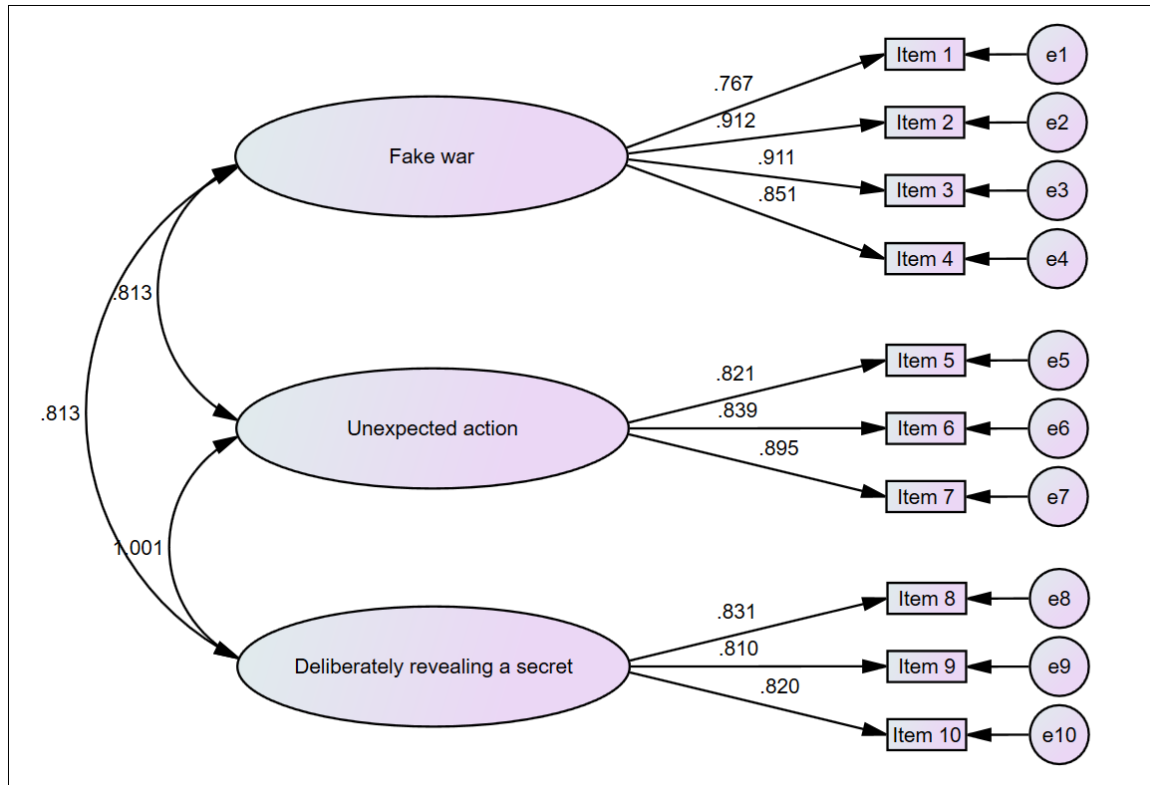 Item 1
e1
.767
Item 2
e2
.912
Fake war
.911
Item 3
e3
.851
Item 4
e4
.813
Item 5
e5
.821
.813
.839
Unexpected action
Item 6
e6
.895
Item 7
e7
1.001
Item 8
e8
.831
.810
Deliberately revealing a secret
Item 9
e9
.820
Item 10
e10